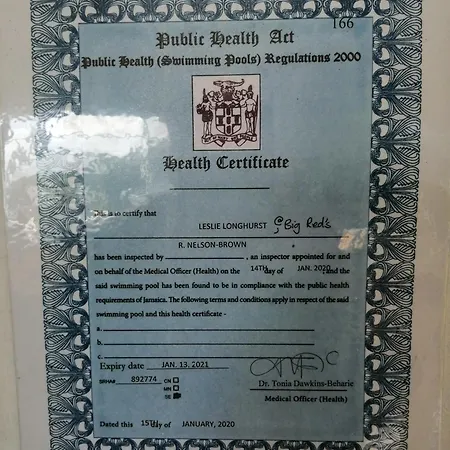 166
Public Health Act
Public Health (Swimming Pools) Regulations 2000
Health Certificate
This is to certify that
LESLIE LONGHURST @ Big Red's
R. NELSON-BROWN
has been inspected by, an inspector appointed for and
on behalf of the Medical Officer (Health) on the 14TH day of JAN. 2020, and the
said swimming pool has been found to be in compliance with the public health
requirements of Jamaica. The following terms and conditions apply in respect of the said
swimming pool and this health certificate -
a.
b.
c.
Expiry date JAN. 13. 2021
SRHA# 892774 CN
MN
SE
Dr. Tonia Dawkins-Beharie
Medical Officer (Health)
Dated this 15TH day of JANUARY, 2020